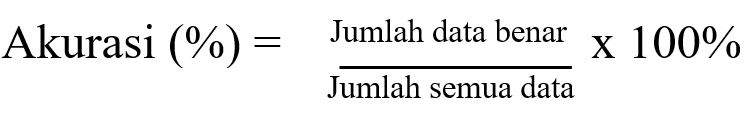 Akurasi (%) = Jumlah data benar x 100%
Jumlah semua data